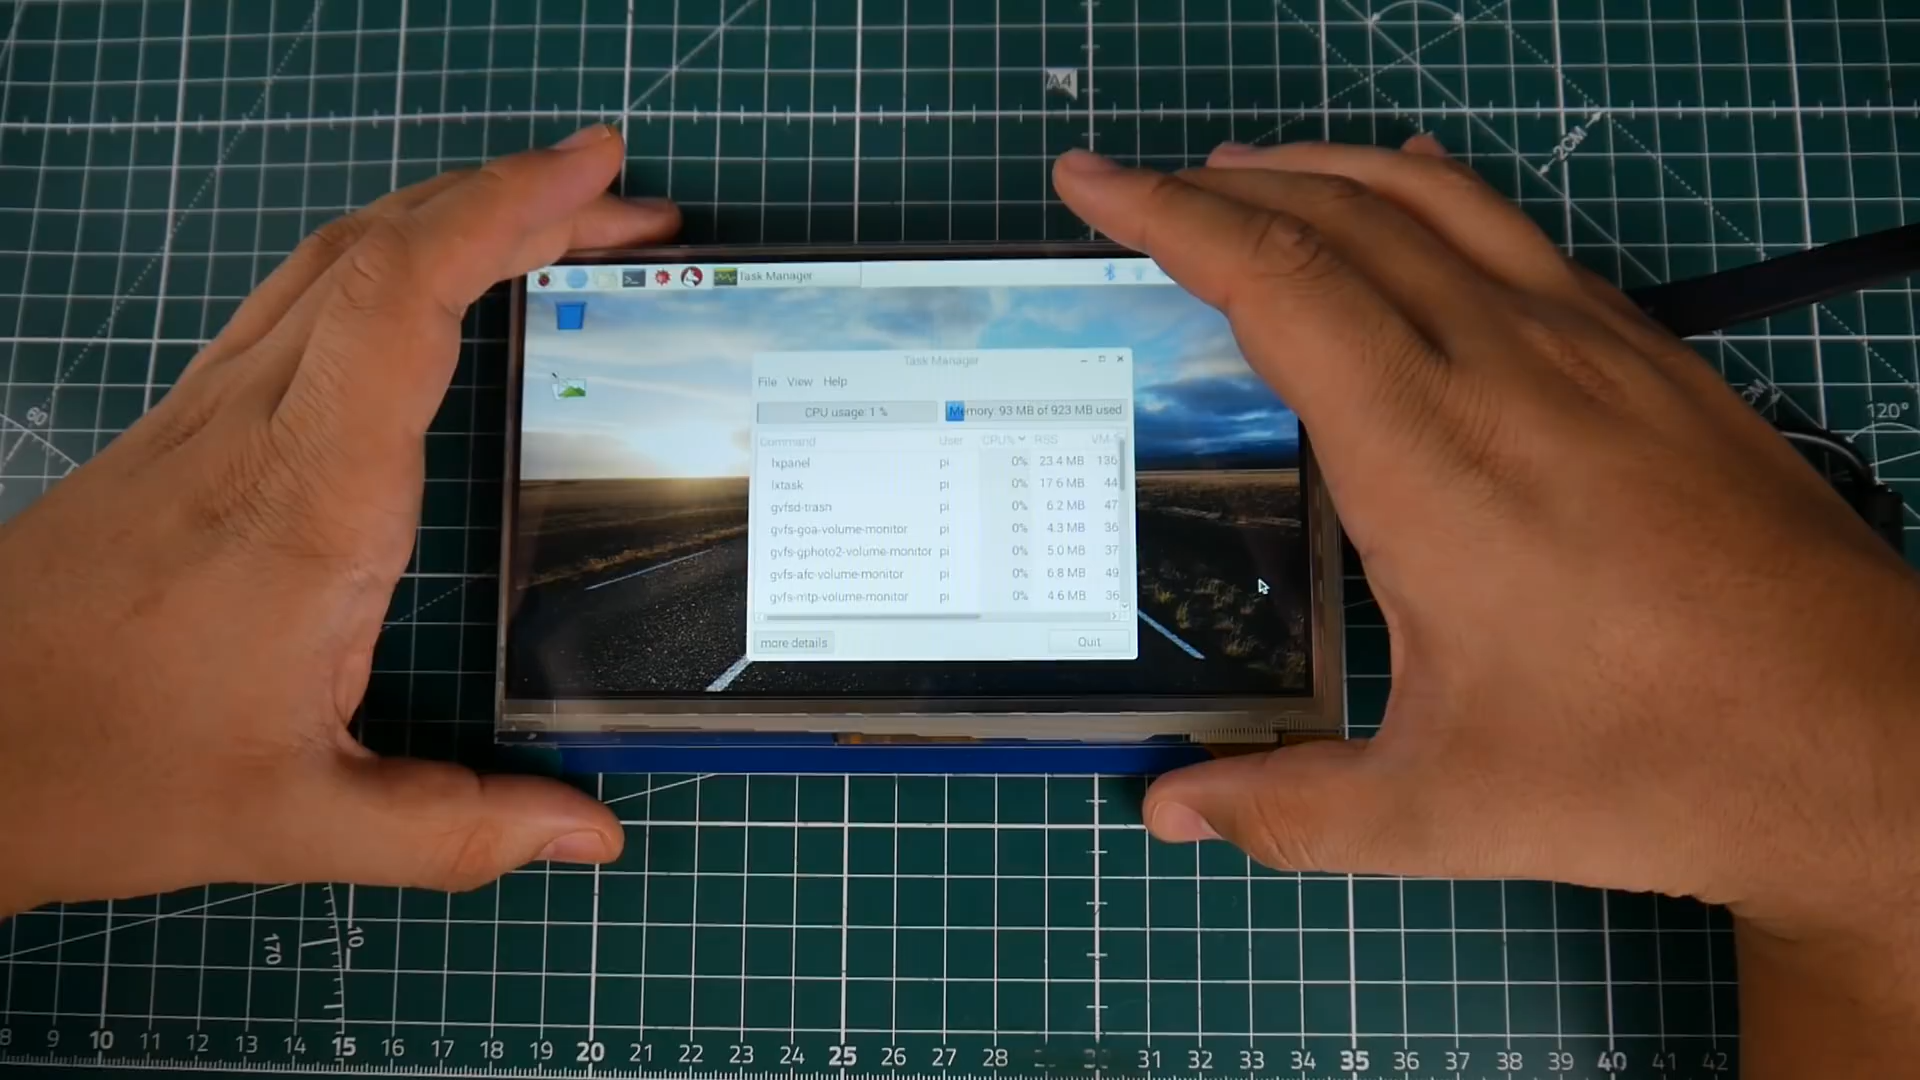 A4
2CM
Task Manager
Task Manager
File View Help
CPU usage: 1 % Memory: 93 MB of 923 MB used
Command User CPU% RSS VM-
lxpanel pi 0% 23.4 MB 136
lxtask pi 0% 17.6 MB 44
gvfsd-trash pi 0% 6.2 MB 47
gvfs-goa-volume-monitor pi 0% 4.3 MB 36
gvfs-gphoto2-volume-monitor pi 0% 5.0 MB 37
gvfs-afc-volume-monitor pi 0% 6.8 MB 49
gvfs-mtp-volume-monitor pi 0% 4.6 MB 36
more details Quit
60
120°
170 10
8 9 10 11 12 13 14 15 16 17 18 19 20 21 22 23 24 25 26 27 28 31 32 33 34 35 36 37 38 39 40 41 42